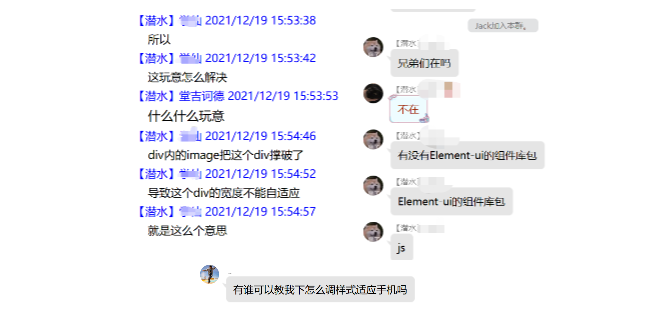 【潜水】 2021/12/19 15:53:38
所以
【潜水】 2021/12/19 15:53:42
这玩意怎么解决
【潜水】堂吉诃德 2021/12/19 15:53:53
什么什么玩意
【潜水】 2021/12/19 15:54:46
div内的image把这个div撑破了
【潜水】 2021/12/19 15:54:52
导致这个div的宽度不能自适应
【潜水】 2021/12/19 15:54:57
就是这么个意思
Jack加入本群。
【潜水】
兄弟们在吗
【潜水】
不在
【潜水】
有没有Element-ui的组件库包
【潜水】
Element-ui的组件库包
【潜水】
js
有谁可以教我下怎么调样式适应手机吗